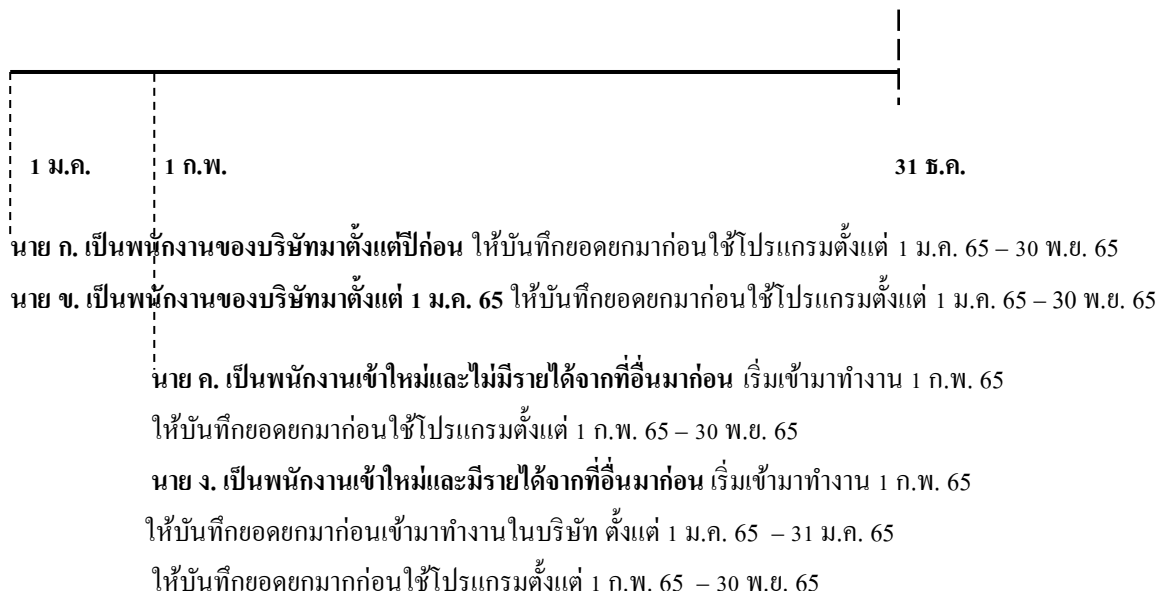 1 ม.ค. 1 ก.พ. 31 ธ.ค.
นาย ก. เป็นพนักงานของบริษัทมาตั้งแต่ปีก่อน ให้บันทึกยอดยกมาก่อนใช้โปรแกรมตั้งแต่ 1 ม.ค. 65 – 30 พ.ย. 65
นาย ข. เป็นพนักงานของบริษัทมาตั้งแต่ 1 ม.ค. 65 ให้บันทึกยอดยกมาก่อนใช้โปรแกรมตั้งแต่ 1 ม.ค. 65 – 30 พ.ย. 65
นาย ค. เป็นพนักงานเข้าใหม่และไม่มีรายได้จากที่อื่นมาก่อน เริ่มเข้ามาทำงาน 1 ก.พ. 65
ให้บันทึกยอดยกมาก่อนใช้โปรแกรมตั้งแต่ 1 ก.พ. 65 – 30 พ.ย. 65
นาย ง. เป็นพนักงานเข้าใหม่และมีรายได้จากที่อื่นมาก่อน เริ่มเข้ามาทำงาน 1 ก.พ. 65
ให้บันทึกยอดยกมาก่อนเข้ามาทำงานในบริษัท ตั้งแต่ 1 ม.ค. 65 – 31 ม.ค. 65
ให้บันทึกยอดยกมากก่อนใช้โปรแกรมตั้งแต่ 1 ก.พ. 65 – 30 พ.ย. 65